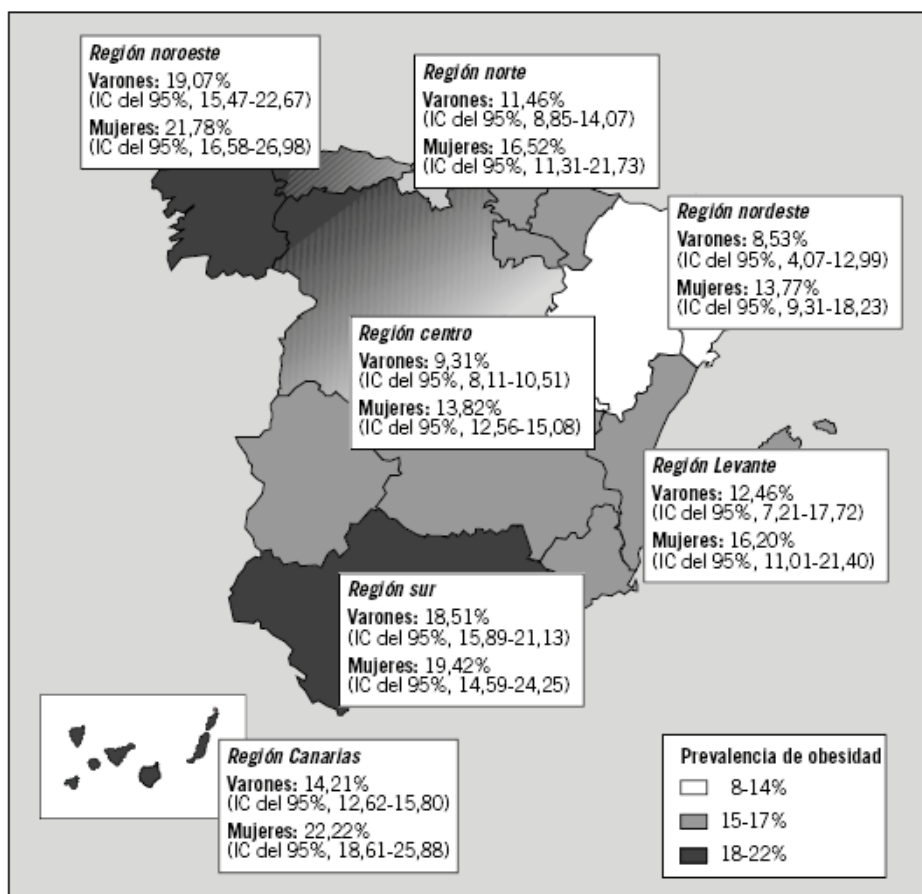 Región noroeste
Varones: 19,07%
(IC del 95%, 15,47-22,67)
Mujeres: 21,78%
(IC del 95%, 16,58-26,98)
Región norte
Varones: 11,46%
(IC del 95%, 8,85-14,07)
Mujeres: 16,52%
(IC del 95%, 11,31-21,73)
Región nordeste
Varones: 8,53%
(IC del 95%, 4,07-12,99)
Mujeres: 13,77%
(IC del 95%, 9,31-18,23)
Región centro
Varones: 9,31%
(IC del 95%, 8,11-10,51)
Mujeres: 13,82%
(IC del 95%, 12,56-15,08)
Región Levante
Varones: 12,46%
(IC del 95%, 7,21-17,72)
Mujeres: 16,20%
(IC del 95%, 11,01-21,40)
Región sur
Varones: 18,51%
(IC del 95%, 15,89-21,13)
Mujeres: 19,42%
(IC del 95%, 14,59-24,25)
Región Canarias
Varones: 14,21%
(IC del 95%, 12,62-15,80)
Mujeres: 22,22%
(IC del 95%, 18,61-25,88)
Prevalencia de obesidad
8-14%
15-17%
18-22%